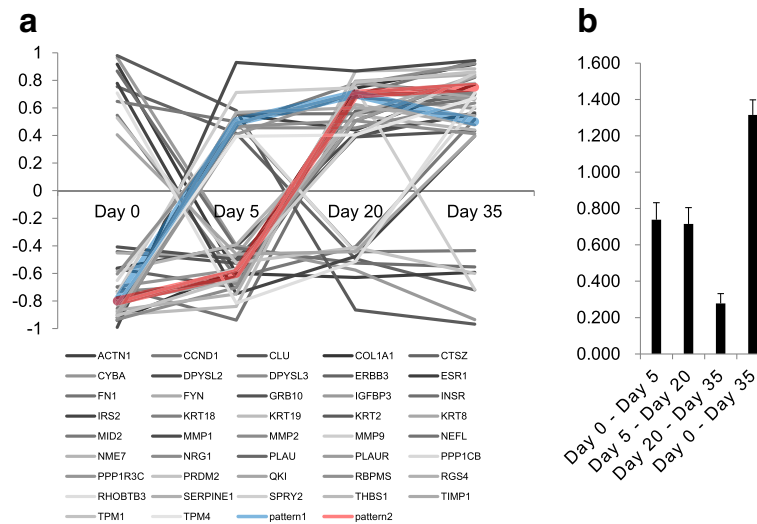 a
b
1
0.8
0.6
0.4
0.2
0
-0.2
-0.4
-0.6
-0.8
-1
Day 0 Day 5 Day 20 Day 35
ACTN1 CCND1 CLU COL1A1 CTSZ
CYBA DPYSL2 DPYSL3 ERBB3 ESR1
FN1 FYN GRB10 IGFBP3 INSR
IRS2 KRT18 KRT19 KRT2 KRT8
MID2 MMP1 MMP2 MMP9 NEFL
NME7 NRG1 PLAU PLAUR PPP1CB
PPP1R3C PRDM2 QKI RBPMS RGS4
RHOBTB3 SERPINE1 SPRY2 THBS1 TIMP1
TPM1 TPM4 pattern1 pattern2
1.600
1.400
1.200
1.000
0.800
0.600
0.400
0.200
0.000
Day 0 - Day 5
Day 5 - Day 20
Day 20 - Day 35
Day 0 - Day 35